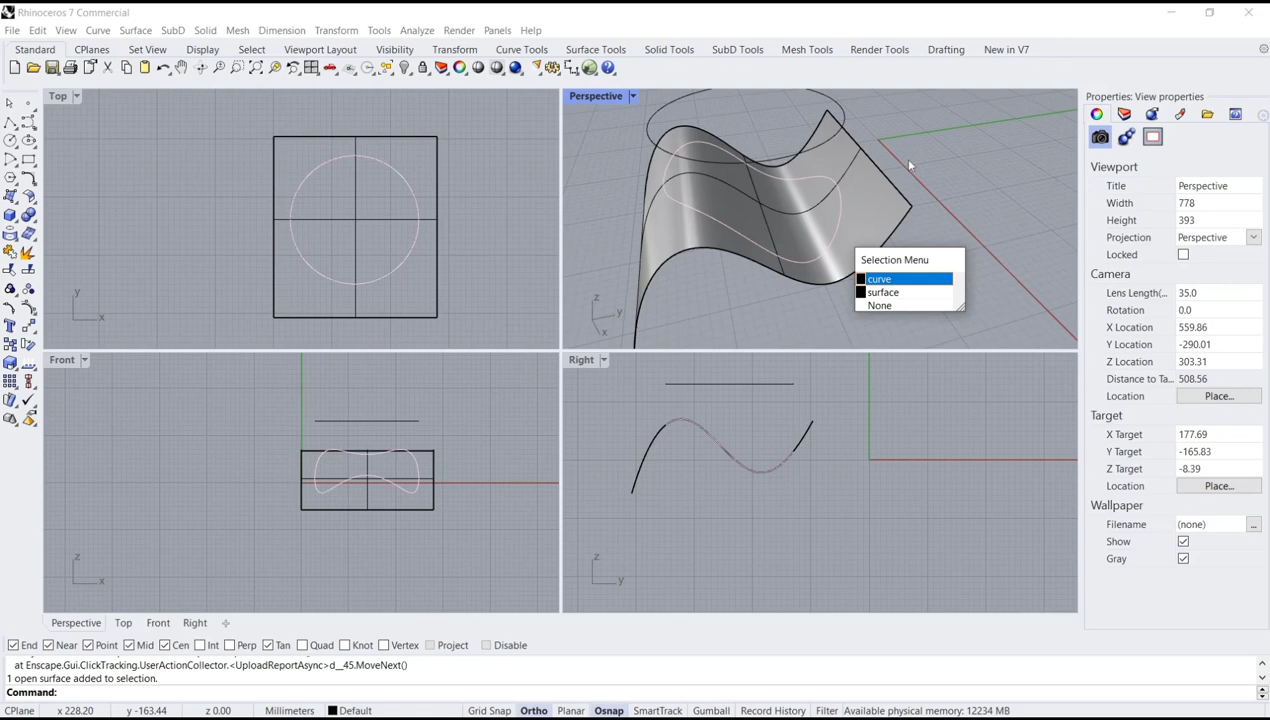 Rhinoceros 7 Commercial
File Edit View Curve Surface SubD Solid Mesh Dimension Transform Tools Analyze Render Panels Help
Standard CPlanes Set View Display Select Viewport Layout Visibility Transform Curve Tools Surface Tools Solid Tools SubD Tools Mesh Tools Render Tools Drafting New in V7
Top
Perspective
Properties: View properties
Viewport
Title Perspective
Width 778
Height 393
Projection Perspective
Locked
Camera
Lens Length(... 35.0
Rotation 0.0
X Location 559.86
Y Location -290.01
Z Location 303.31
Distance to Ta... 508.56
Location Place...
Target
X Target 177.69
Y Target -165.83
Z Target -8.39
Location Place...
Wallpaper
Filename (none) ...
Show
Gray
Selection Menu
curve
surface
None
y
x
z
y
x
Front
Right
z
x
z
y
Perspective Top Front Right
End Near Point Mid Cen Int Perp Tan Quad Knot Vertex Project Disable
at Enscape.Gui.ClickTracking.UserActionCollector.<UploadReportAsync>d__45.MoveNext()
1 open surface added to selection.
Command:
CPlane x 228.20 y -163.44 z 0.00 Millimeters Default Grid Snap Ortho Planar Osnap SmartTrack Gumball Record History Filter Available physical memory: 12234 MB